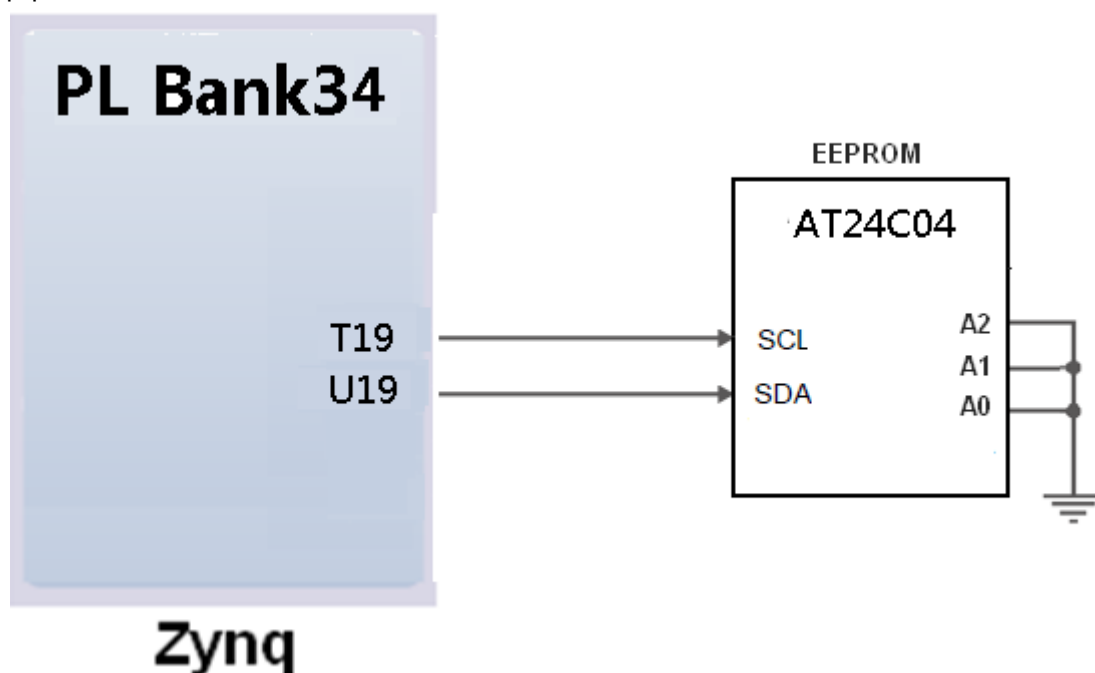 PL Bank34
EEPROM
AT24C04
T19
SCL
A2
U19
SDA
A1
A0
Zynq